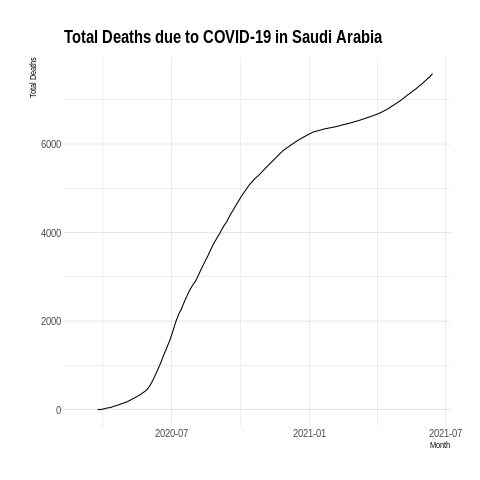 Total Deaths due to COVID-19 in Saudi Arabia
Total Deaths
6000
4000
2000
0
2020-07
2021-01
2021-07
Month